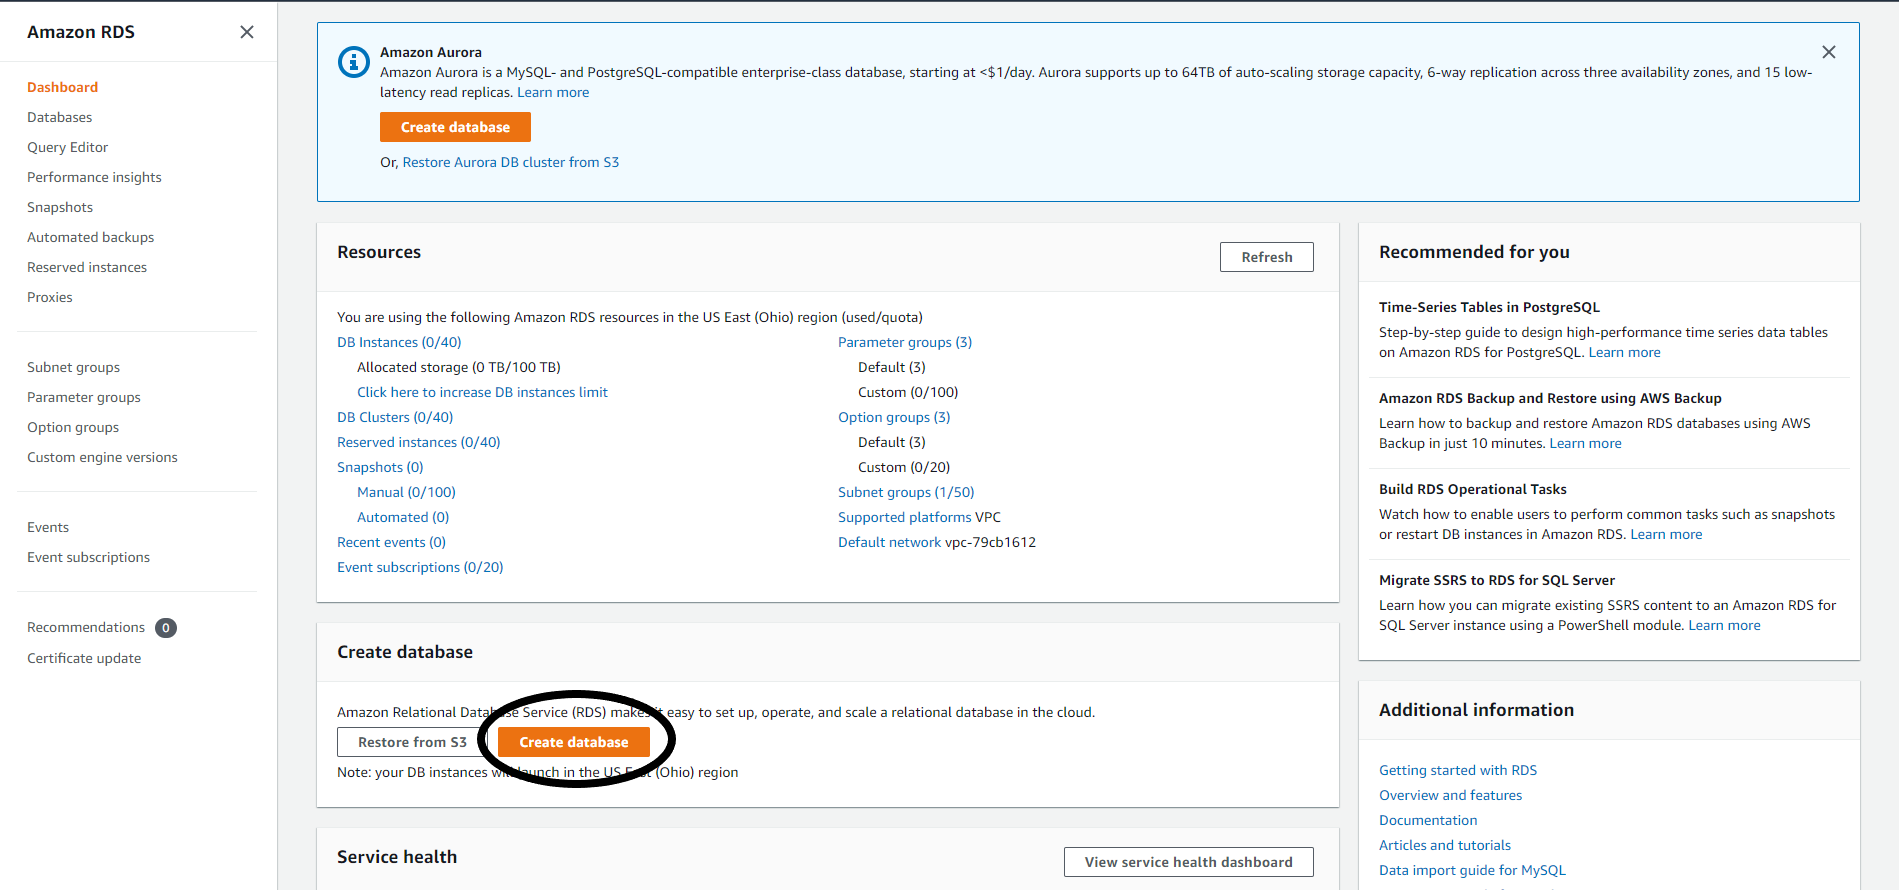 Amazon RDS
Dashboard
Databases
Query Editor
Performance insights
Snapshots
Automated backups
Reserved instances
Proxies
Subnet groups
Parameter groups
Option groups
Custom engine versions
Events
Event subscriptions
Recommendations 0
Certificate update
Amazon Aurora
Amazon Aurora is a MySQL- and PostgreSQL-compatible enterprise-class database, starting at <$1/day. Aurora supports up to 64TB of auto-scaling storage capacity, 6-way replication across three availability zones, and 15 low-
latency read replicas. Learn more
Create database
Or, Restore Aurora DB cluster from S3
Resources
Refresh
You are using the following Amazon RDS resources in the US East (Ohio) region (used/quota)
DB Instances (0/40)
Allocated storage (0 TB/100 TB)
Click here to increase DB instances limit
DB Clusters (0/40)
Reserved instances (0/40)
Snapshots (0)
Manual (0/100)
Automated (0)
Recent events (0)
Event subscriptions (0/20)
Parameter groups (3)
Default (3)
Custom (0/100)
Option groups (3)
Default (3)
Custom (0/20)
Subnet groups (1/50)
Supported platforms VPC
Default network vpc-79cb1612
Create database
Amazon Relational Database Service (RDS) makes it easy to set up, operate, and scale a relational database in the cloud.
Restore from S3
Create database
Note: your DB instances will launch in the US East (Ohio) region
Service health
View service health dashboard
Recommended for you
Time-Series Tables in PostgreSQL
Step-by-step guide to design high-performance time series data tables
on Amazon RDS for PostgreSQL. Learn more
Amazon RDS Backup and Restore using AWS Backup
Learn how to backup and restore Amazon RDS databases using AWS
Backup in just 10 minutes. Learn more
Build RDS Operational Tasks
Watch how to enable users to perform common tasks such as snapshots
or restart DB instances in Amazon RDS. Learn more
Migrate SSRS to RDS for SQL Server
Learn how you can migrate existing SSRS content to an Amazon RDS for
SQL Server instance using a PowerShell module. Learn more
Additional information
Getting started with RDS
Overview and features
Documentation
Articles and tutorials
Data import guide for MySQL